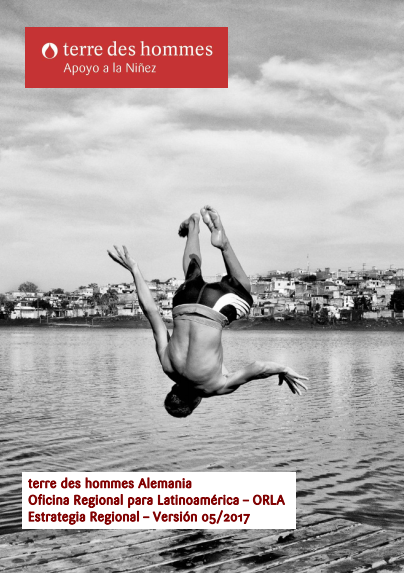 terre des hommes
Apoyo a la Niñez
terre des hommes Alemania
Oficina Regional para Latinoamérica – ORLA
Estrategia Regional – Versión 05/2017